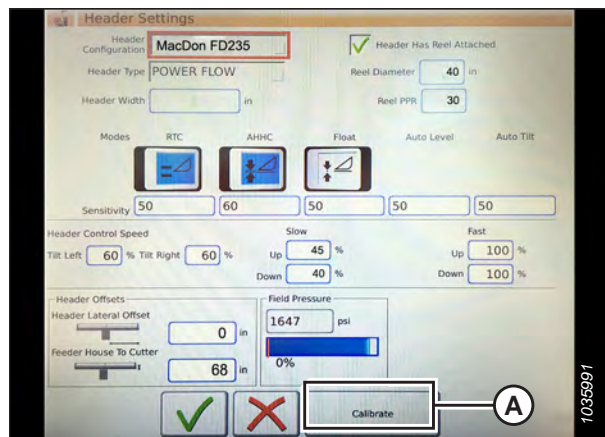 Header Settings
Header Configuration MacDon FD235
Header Has Reel Attached
Header Type POWER FLOW
Reel Diameter 40 in
Header Width in
Reel PPR 30
Modes RTC AHHC Float Auto Level Auto Tilt
Sensitivity 50 60 50 50 50
Header Control Speed Slow Fast
Tilt Left 60 % Tilt Right 60 % Up 45 % Up 100 %
Down 40 % Down 100 %
Header Offsets Field Pressure
Header Lateral Offset 0 in 1647 psi
Feeder House To Cutter 68 in 0%
Calibrate
A
1035991